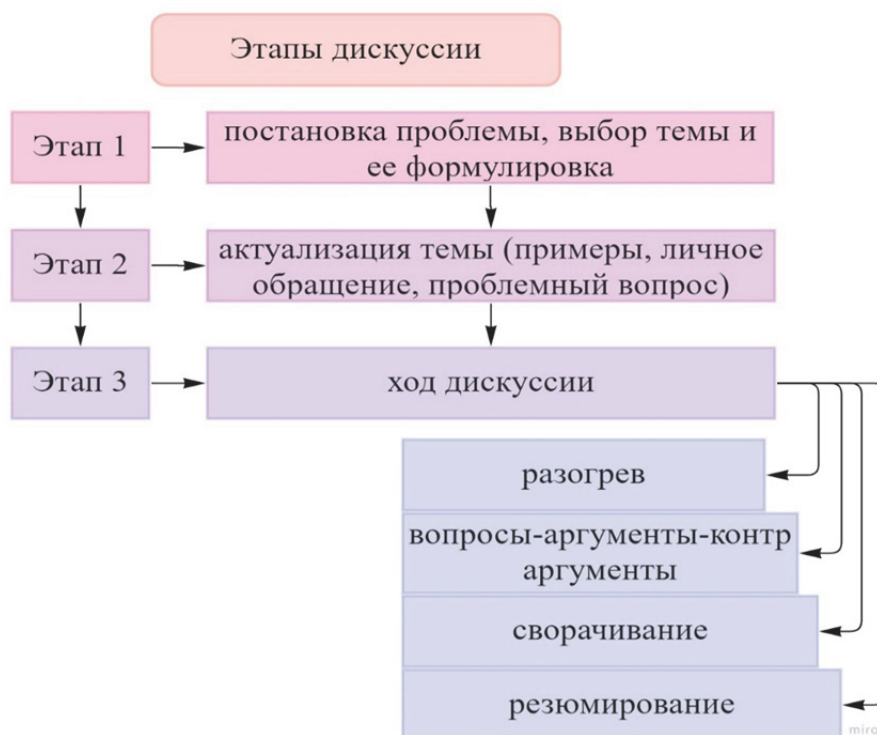 Этапы дискуссии
Этап 1
постановка проблемы, выбор темы и
ее формулировка
Этап 2
актуализация темы (примеры, личное
обращение, проблемный вопрос)
Этап 3
ход дискуссии
разогрев
вопросы-аргументы-контр
аргументы
сворачивание
резюмирование
miro